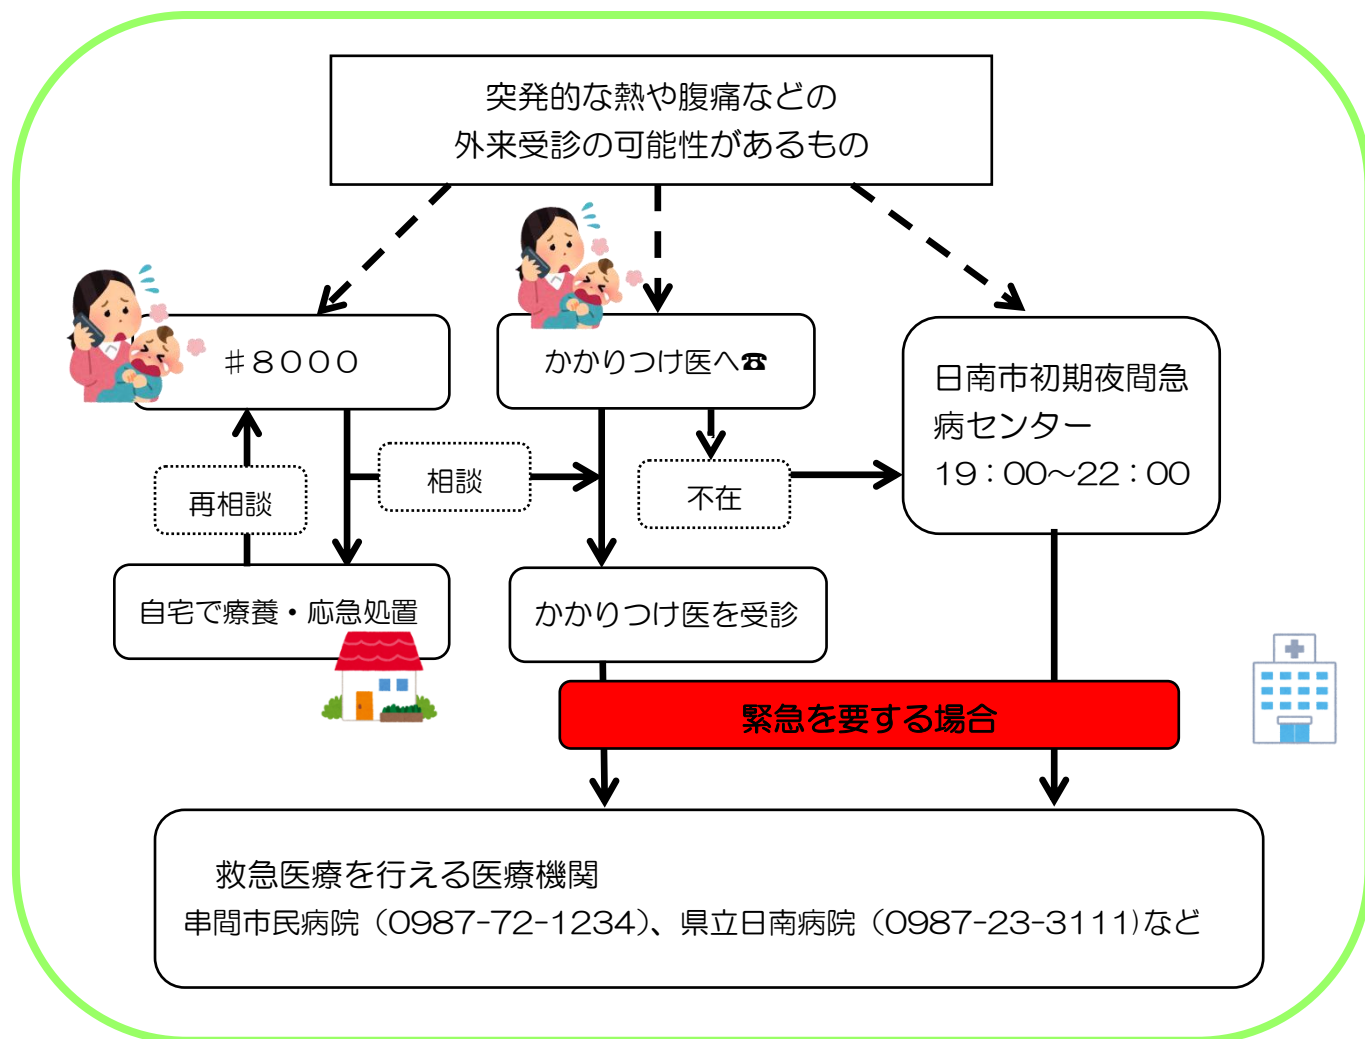 突発的な熱や腹痛などの
外来受診の可能性があるもの
♯8000
かかりつけ医へ☎
日南市初期夜間急
病センター
19：00～22：00
相談
不在
再相談
自宅で療養・応急処置
かかりつけ医を受診
緊急を要する場合
救急医療を行える医療機関
串間市民病院（0987-72-1234）、県立日南病院（0987-23-3111)など